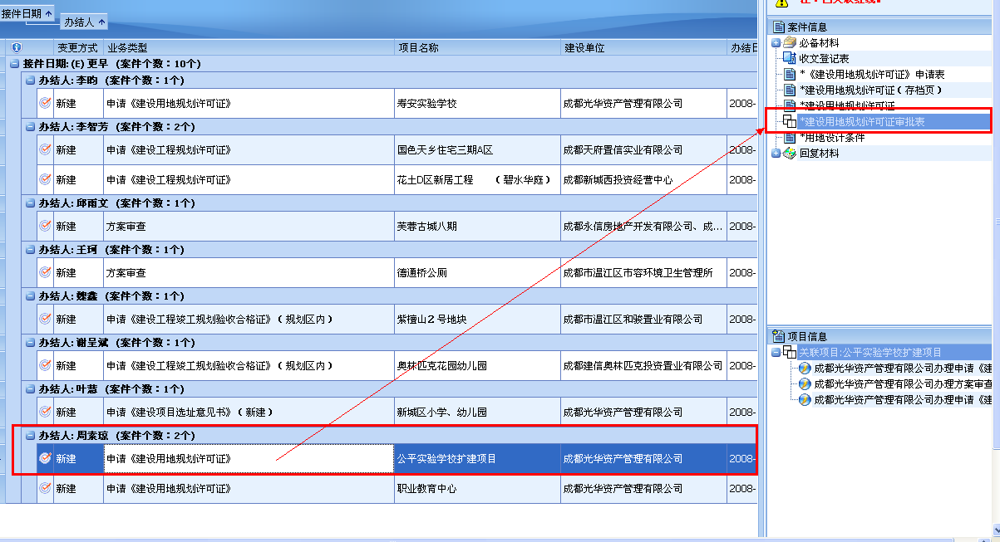 接件日期
办结人
变更方式 业务类型 项目名称 建设单位 办结日
接件日期:(E) 更早 (案件个数：10个)
办结人:李昀 (案件个数：1个)
新建 申请《建设用地规划许可证》 寿安实验学校 成都光华资产管理有限公司 2008-
办结人:李智芳 (案件个数：2个)
新建 申请《建设工程规划许可证》 国色天乡住宅三期A区 成都天府置信实业有限公司 2008-
新建 申请《建设工程规划许可证》 花土D区新居工程 （碧水华庭） 成都新城西投资经营中心 2008-
办结人:邱雨文 (案件个数：1个)
新建 方案审查 芙蓉古城八期 成都永信房地产开发有限公司、成... 2008-
办结人:王珂 (案件个数：1个)
新建 方案审查 德通桥公厕 成都市温江区市容环境卫生管理所 2008-
办结人:魏鑫 (案件个数：1个)
新建 申请《建设工程竣工规划验收合格证》（规划区内） 紫檀山2号地块 成都市温江区和骏置业有限公司 2008-
办结人:谢呈斌 (案件个数：1个)
新建 申请《建设工程竣工规划验收合格证》（规划区内） 奥林匹克花园幼儿园 成都建信奥林匹克投资置业有限公司 2008-
办结人:叶慧 (案件个数：1个)
新建 申请《建设项目选址意见书》（新建） 新城区小学、幼儿园 成都光华资产管理有限公司 2008-
办结人:周素琼 (案件个数：2个)
新建 申请《建设用地规划许可证》 公平实验学校扩建项目 成都光华资产管理有限公司 2008-
新建 申请《建设用地规划许可证》 职业教育中心 成都光华资产管理有限公司 2008-
案件信息
必备材料
收文登记表
*《建设用地规划许可证》申请表
*建设用地规划许可证（存档页）
*建设用地规划许可证
*建设用地规划许可证审批表
*用地设计条件
回复材料
项目信息
关联项目:公平实验学校扩建项目
成都光华资产管理有限公司办理申请《建
成都光华资产管理有限公司办理方案审查
成都光华资产管理有限公司办理申请《建